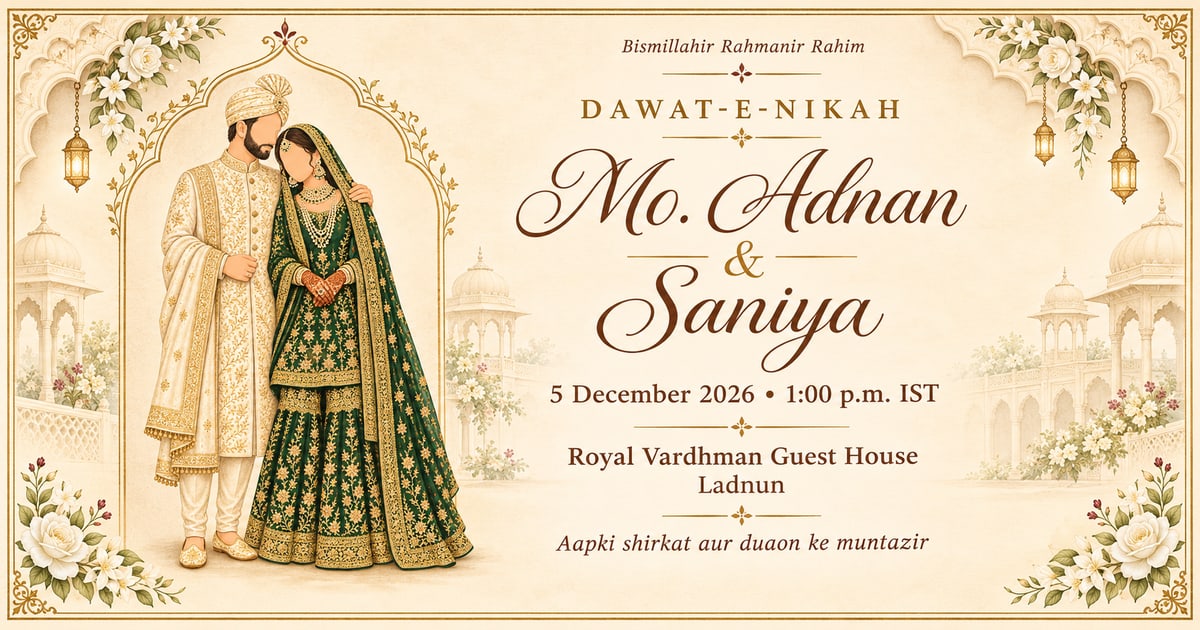 Bismillahir Rahmanir Rahim
DAWAT-E-NIKAH
Mo. Adnan
&
Saniya
5 December 2026 • 1:00 p.m. IST
Royal Vardhman Guest House
Ladnun
Aapki shirkat aur duaon ke muntazir